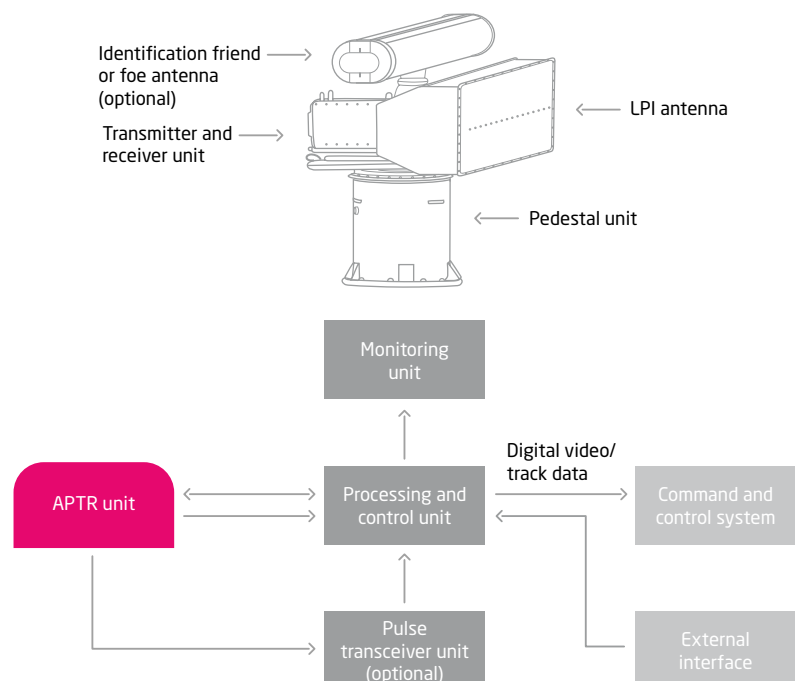 Identification friend
or foe antenna
(optional)
LPI antenna
Transmitter and
receiver unit
Pedestal unit
Monitoring
unit
Digital video/
track data
APTR unit
Processing and
control unit
Command and
control system
Pulse
transceiver unit
(optional)
External
interface